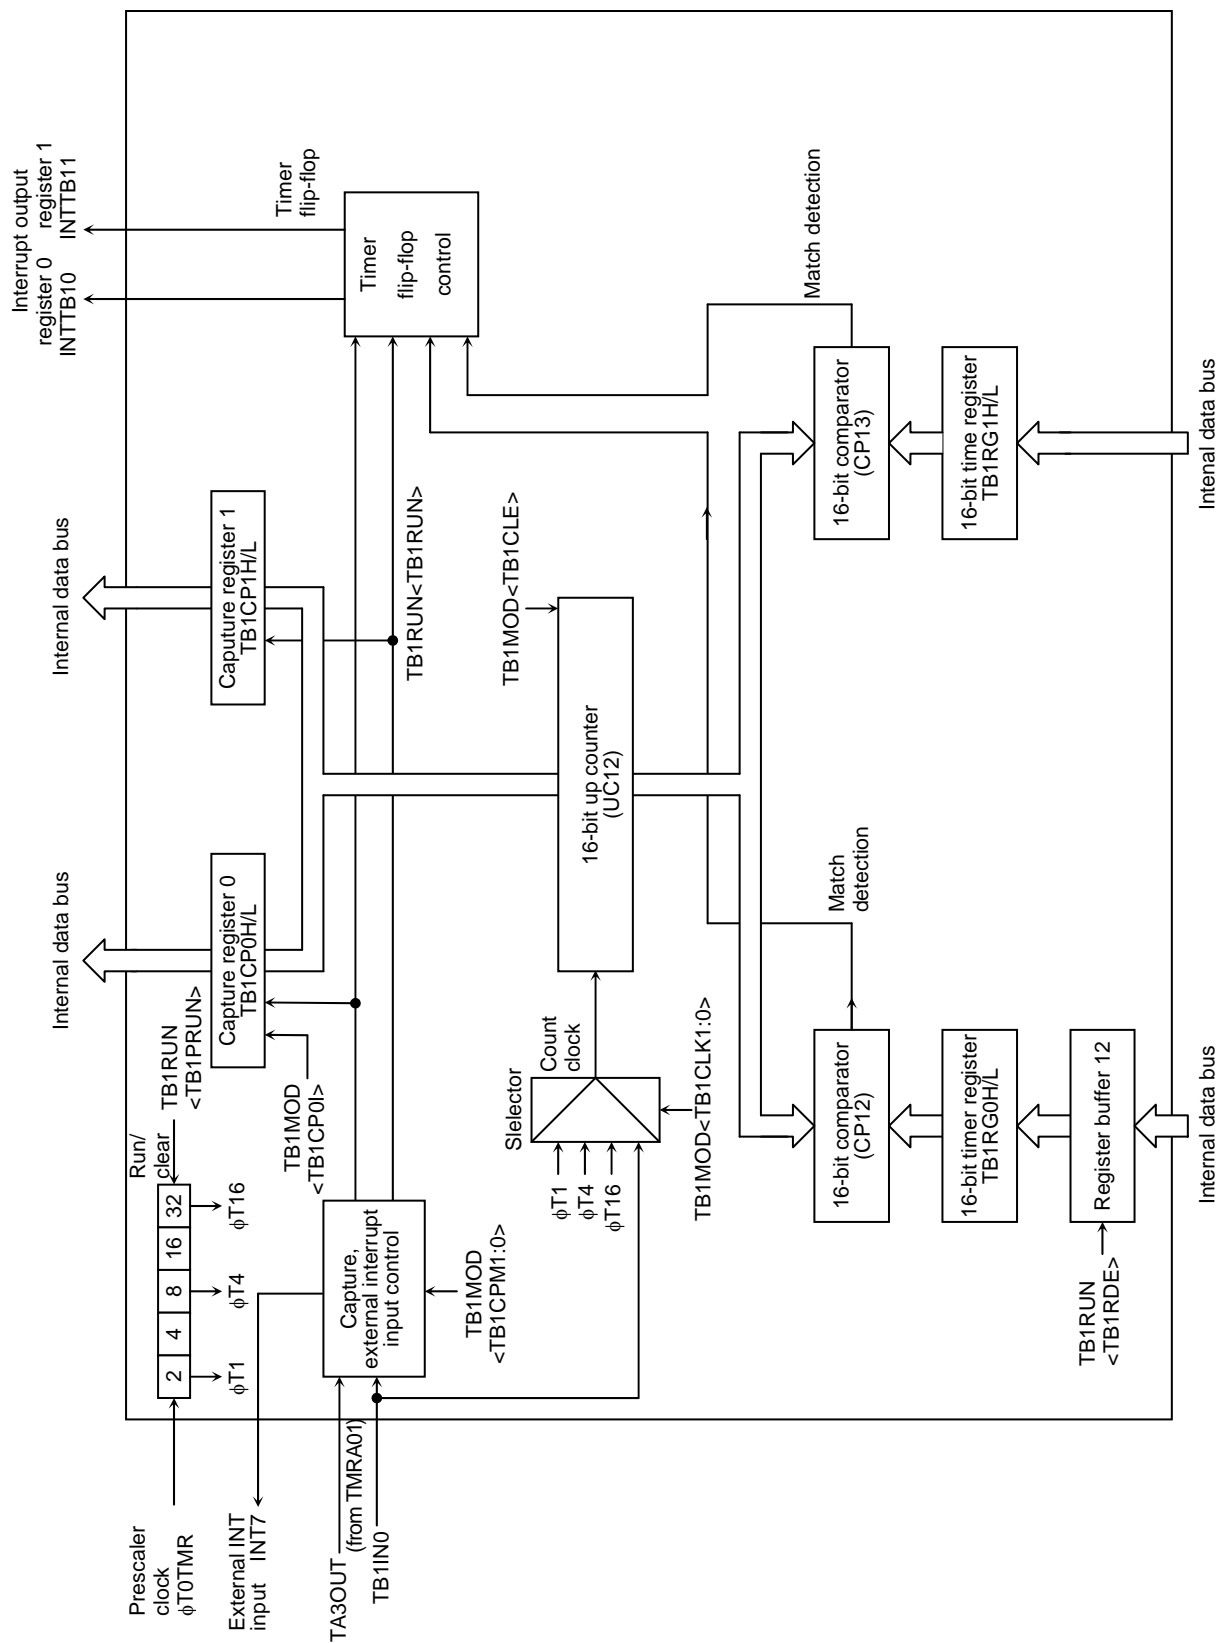 Prescaler
clock
ϕT0TMR
2
4
8
16
32
Run/
clear
TB1RUN
<TB1PRUN>
ϕT1
ϕT4
ϕT16
External INT
input INT7
TA3OUT
(from TMRA01)
TB1IN0
Capture,
external interrupt
input control
TB1MOD
<TB1CPM1:0>
TB1MOD
<TB1CP0I>
Internal data bus
Capture register 0
TB1CP0H/L
Internal data bus
Caputure register 1
TB1CP1H/L
TB1RUN<TB1RUN>
Interrupt output
register 0 register 1
INTTB10 INTTB11
Timer
flip-flop
Timer
flip-flop
control
Slelector
ϕT1
ϕT4
ϕT16
Count
clock
TB1MOD<TB1CLK1:0>
16-bit up counter
(UC12)
TB1MOD<TB1CLE>
Match
detection
Match detection
16-bit comparator
(CP12)
16-bit comparator
(CP13)
16-bit timer register
TB1RG0H/L
16-bit time register
TB1RG1H/L
TB1RUN
<TB1RDE>
Register buffer 12
Internal data bus
Intenal data bus